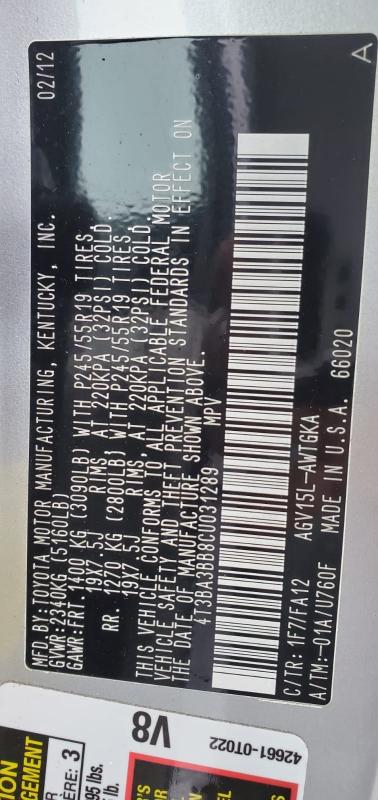 MFD.BY:TOYOTA MOTOR MANUFACTURING, KENTUCKY, INC. 02/12
GVWR:2340KG (5160LB)
GAWR:FRT. 1400 KG (3090LB) WITH P245/55R19 TIRES,
19X7.5J RIMS, AT 220KPA (32PSI) COLD.
RR. 1270 KG (2800LB) WITH P245/55R19 TIRES,
19X7.5J RIMS, AT 220KPA (32PSI) COLD.
THIS VEHICLE CONFORMS TO ALL APPLICABLE FEDERAL MOTOR
VEHICLE SAFETY AND THEFT PREVENTION STANDARDS IN EFFECT ON
THE DATE OF MANUFACTURE SHOWN ABOVE.
4T3BA3BB8CU031289 MPV
C/TR: 1F7/FA12 AGV15L-AWTGKA
A/TM:-01A/U760F MADE IN U.S.A. 66020 A
V8 42661-0T022
3
lb.